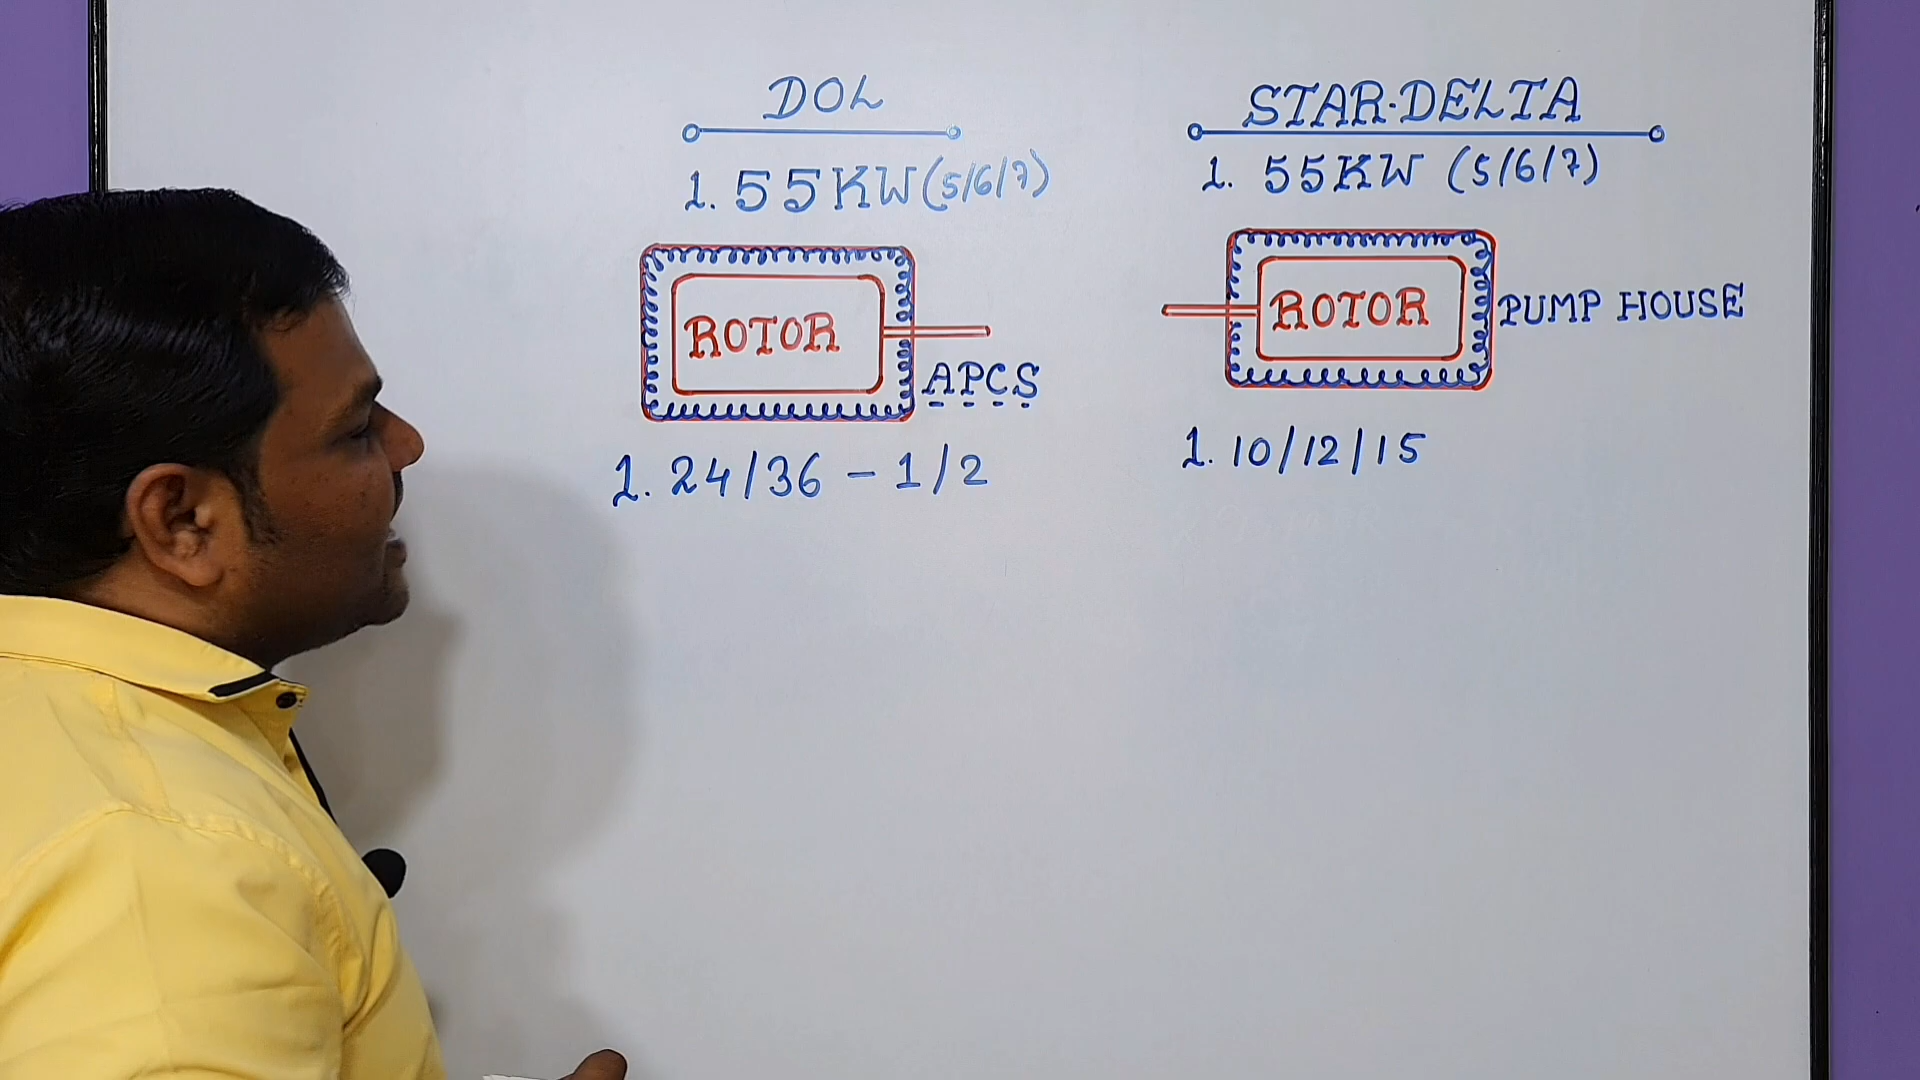 DOL
1. 55KW (5/6/7)
ROTOR
APCS
1. 24/36 – 1/2
STAR-DELTA
1. 55KW (5/6/7)
ROTOR
PUMP HOUSE
1. 10/12/15